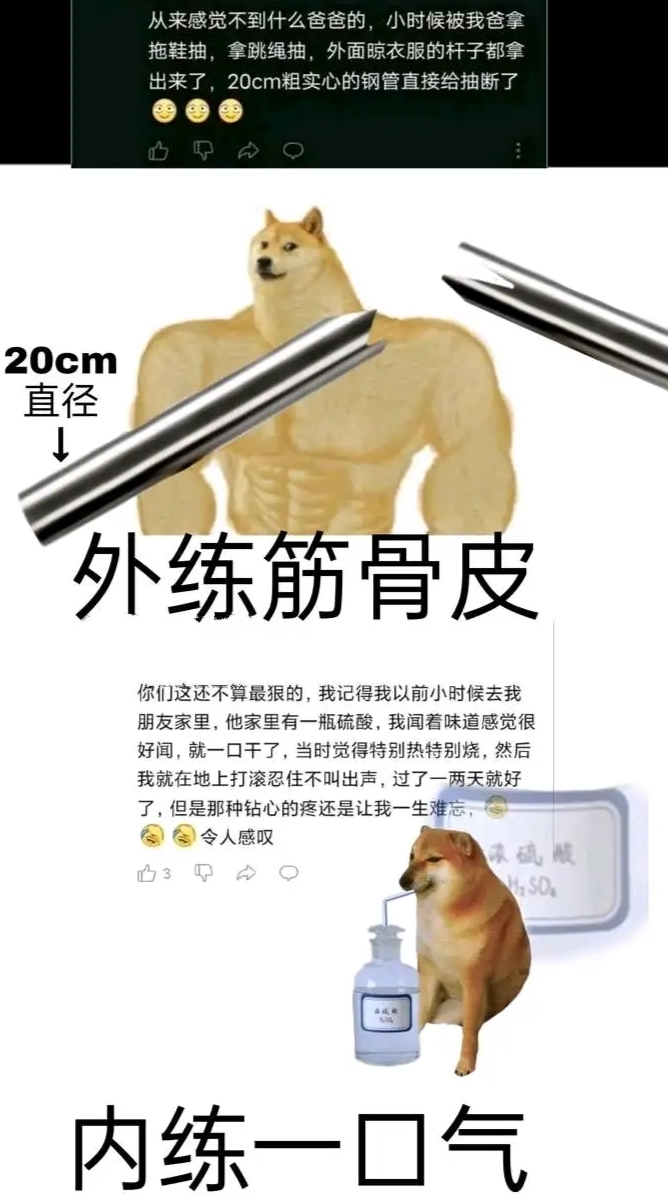 从来感觉不到什么爸爸的，小时候被我爸拿
拖鞋抽，拿跳绳抽，外面晾衣服的杆子都拿
出来了，20cm粗实心的钢管直接给抽断了
20cm
直径
外练筋骨皮
你们这还不算最狠的，我记得我以前小时候去我
朋友家里，他家里有一瓶硫酸，我闻着味道感觉很
好闻，就一口干了，当时觉得特别热特别烧，然后
我就在地上打滚忍住不叫出声，过了一两天就好
了，但是那种钻心的疼还是让我一生难忘，
令人感叹
3
浓硫酸
H₂SO₄
浓硫酸
H₂SO₄
内练一口气